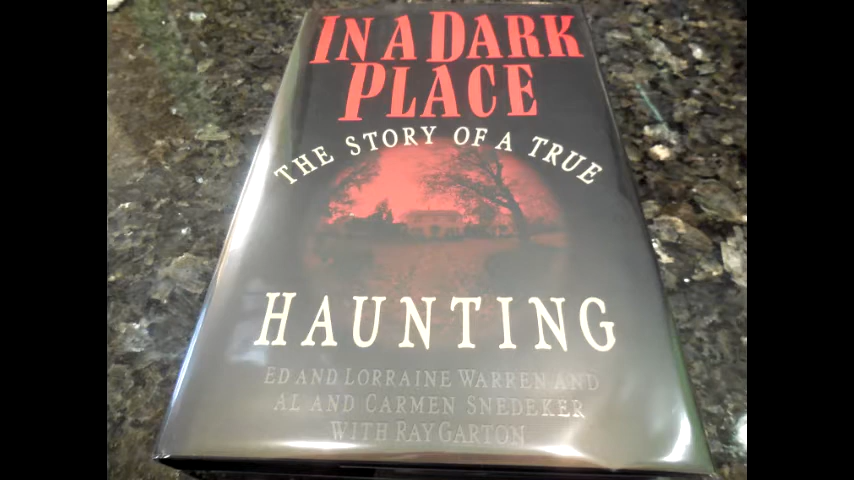 IN A DARK
PLACE
THE STORY OF A TRUE
HAUNTING
ED AND LORRAINE WARREN AND
AL AND CARMEN SNEDEKER
WITH RAY GARTON